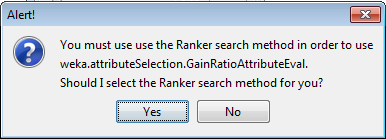 Alert!
You must use use the Ranker search method in order to use
weka.attributeSelection.GainRatioAttributeEval.
Should I select the Ranker search method for you?
Yes
No